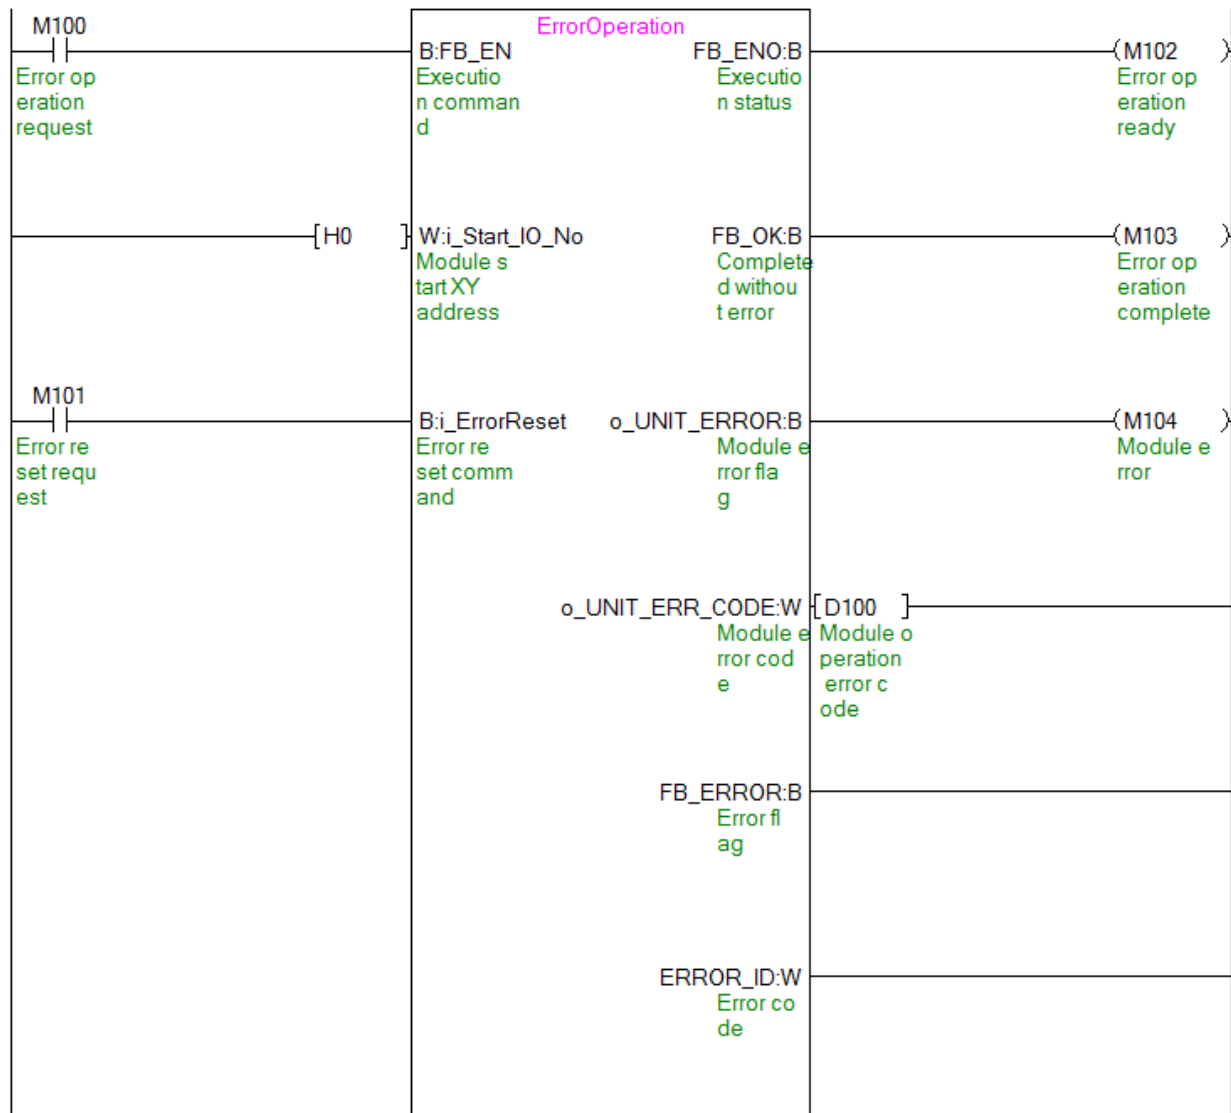 M100
ErrorOperation
B:FB_EN
FB_ENO:B
(M102 )
Error op
eration
request
Executio
n comman
d
Executio
n status
Error op
eration
ready
[H0 ]
W:i_Start_IO_No
FB_OK:B
(M103 )
Module s
tart XY
address
Complete
d withou
t error
Error op
eration
complete
M101
B:i_ErrorReset
o_UNIT_ERROR:B
(M104 )
Error re
set requ
est
Error re
set comm
and
Module e
rror fla
g
Module e
rror
o_UNIT_ERR_CODE:W
[D100 ]
Module e
rror cod
e
Module o
peration
error c
ode
FB_ERROR:B
Error fl
ag
ERROR_ID:W
Error co
de